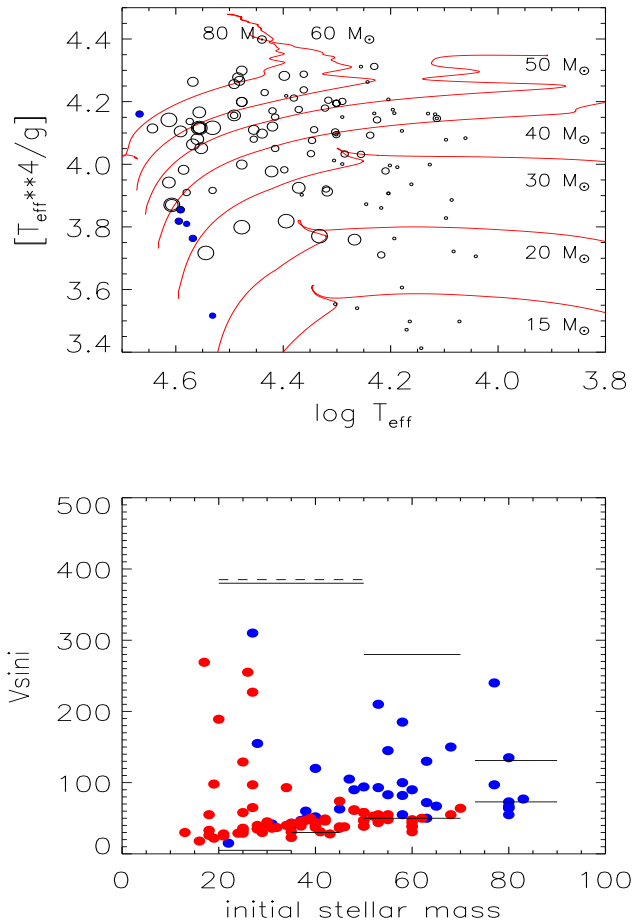 80 M⊙ 60 M⊙
50 M⊙
40 M⊙
30 M⊙
20 M⊙
15 M⊙
4.4
4.2
4.0
3.8
3.6
3.4
[T_eff**4/g]
4.6 4.4 4.2 4.0 3.8
log T_eff
500
400
300
200
100
0
Vsini
0 20 40 60 80 100
initial stellar mass